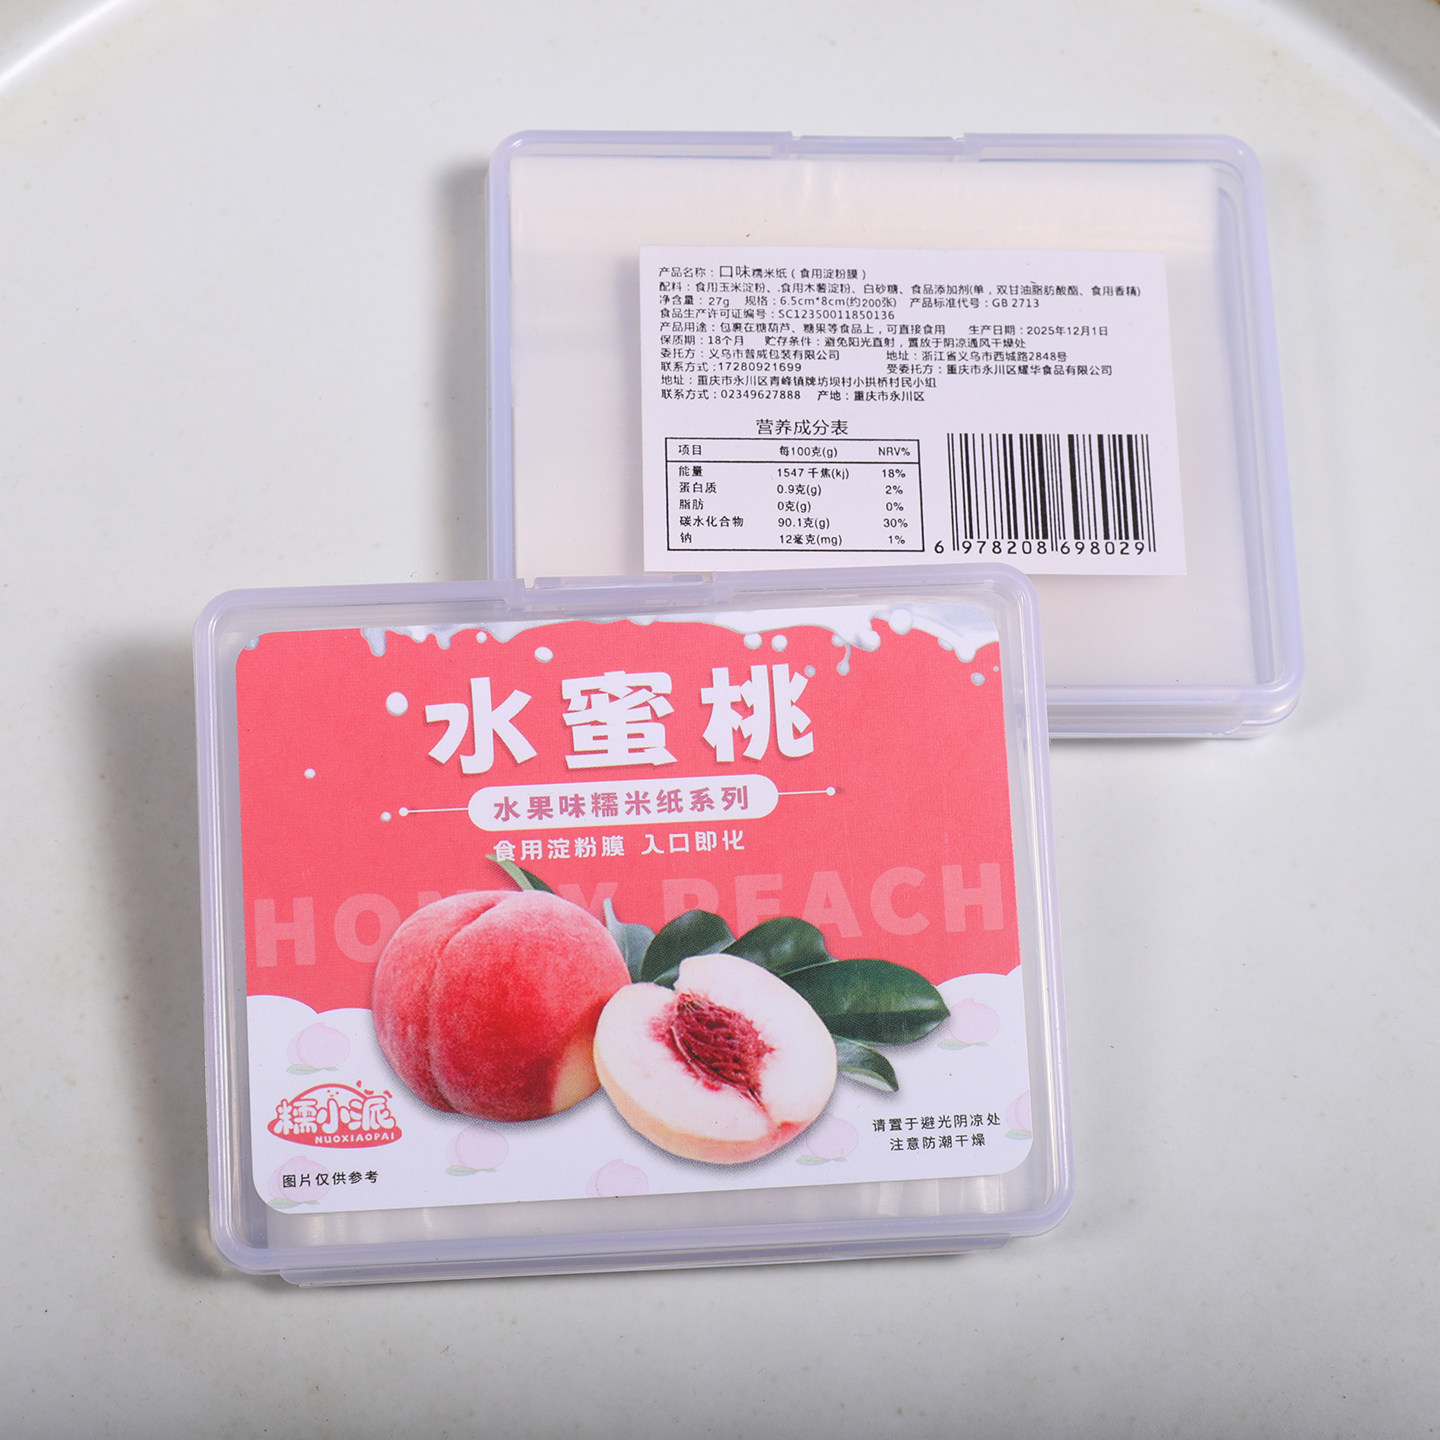 产品名称：口味糯米纸（食用淀粉膜）
配料：食用玉米淀粉、.食用木薯淀粉、白砂糖、食品添加剂(单，双甘油脂肪酸酯、食用香精)
净含量：27g 规格：6.5cm*8cm(约200张) 产品标准代号：GB 2713
食品生产许可证编号：SC12350011850136
产品用途：包裹在糖葫芦、糖果等食品上，可直接食用 生产日期：2025年12月1日
保质期：18个月 贮存条件：避免阳光直射，置放于阴凉通风干燥处
委托方：义乌市普威包装有限公司 地址：浙江省义乌市西城路2848号
联系方式:17280921699 受委托方：重庆市永川区耀华食品有限公司
地址：重庆市永川区青峰镇牌坊坝村小拱桥村民小组
联系方式：02349627888 产地：重庆市永川区
营养成分表
项目 每100克(g) NRV%
能量 1547 千焦(kj) 18%
蛋白质 0.9克(g) 2%
脂肪 0克(g) 0%
碳水化合物 90.1克(g) 30%
钠 12毫克(mg) 1%
6 978208 698029
水蜜桃
水果味糯米纸系列
食用淀粉膜 入口即化
HONEY PEACH
糯小派
NUOXIAOPAI
图片仅供参考
请置于避光阴凉处
注意防潮干燥